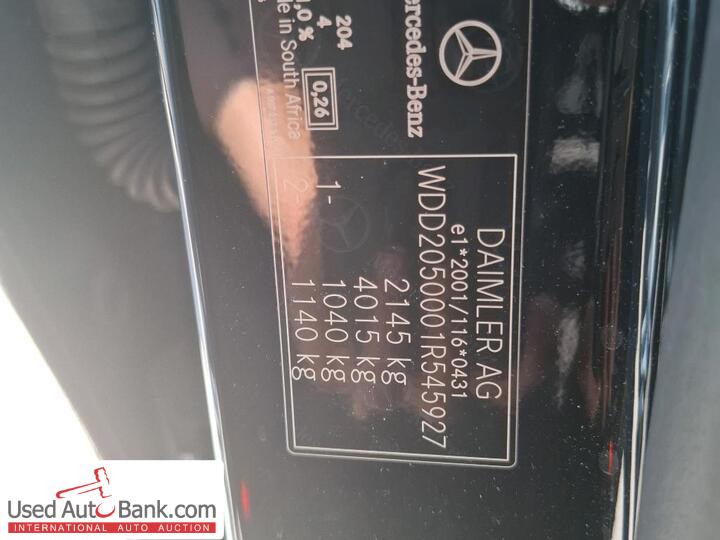 Mercedes-Benz
DAIMLER AG
e1*2001/116*0431
WDD2050001R545927
2145 kg
4015 kg
1- 1040 kg
2- 1140 kg
204
4
,0 %
0,26
in South Africa
UsedAutoBank.com
INTERNATIONAL AUTO AUCTION